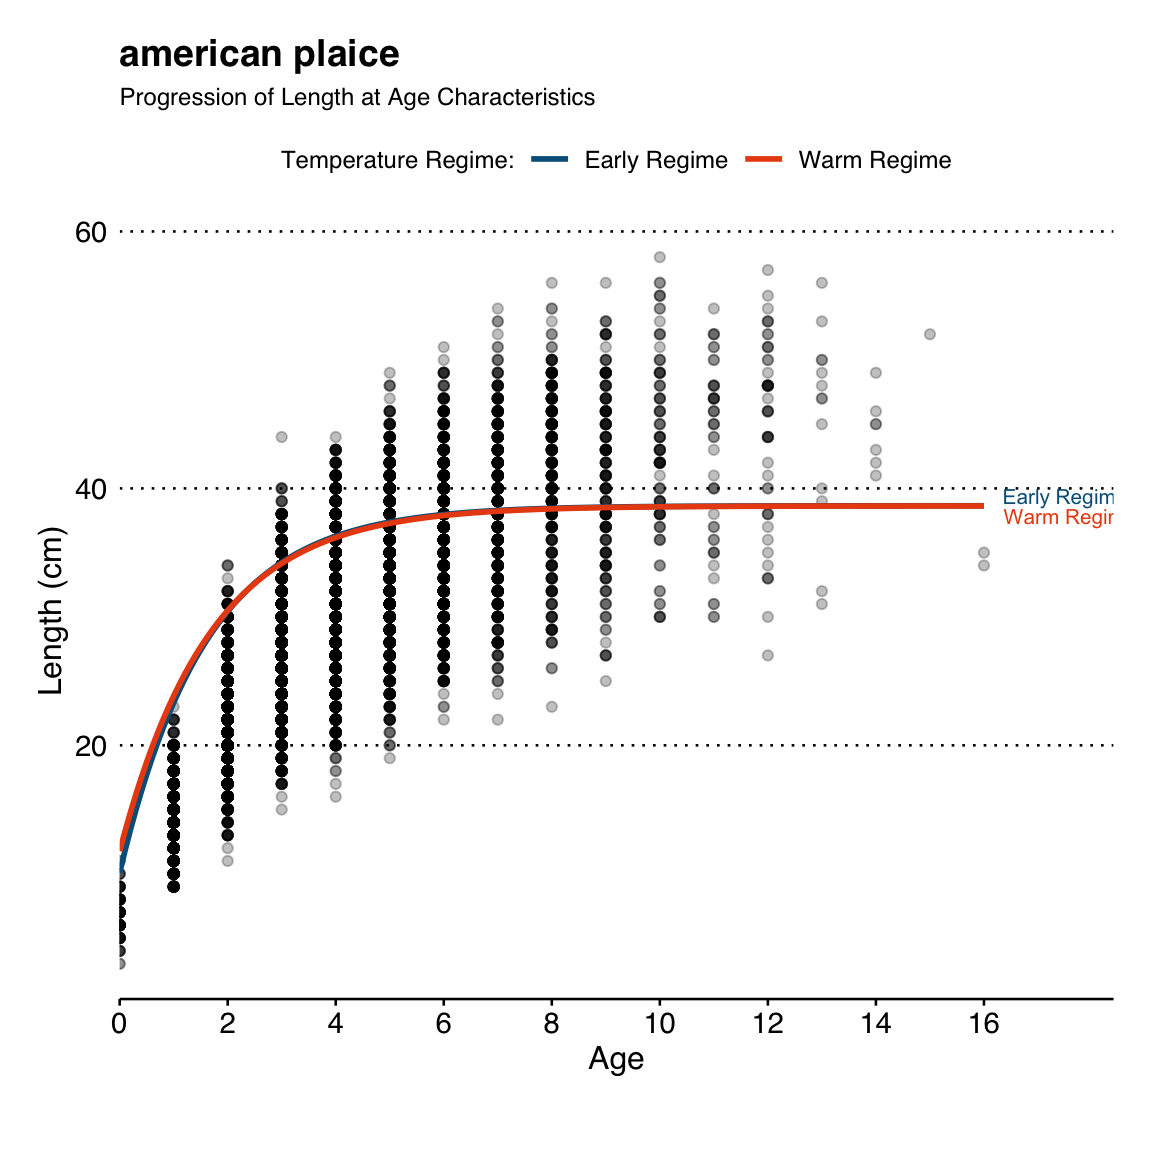 american plaice
Progression of Length at Age Characteristics
Temperature Regime: Early Regime Warm Regime
60
40
20
Length (cm)
Early Regim
Warm Regir
0 2 4 6 8 10 12 14 16
Age